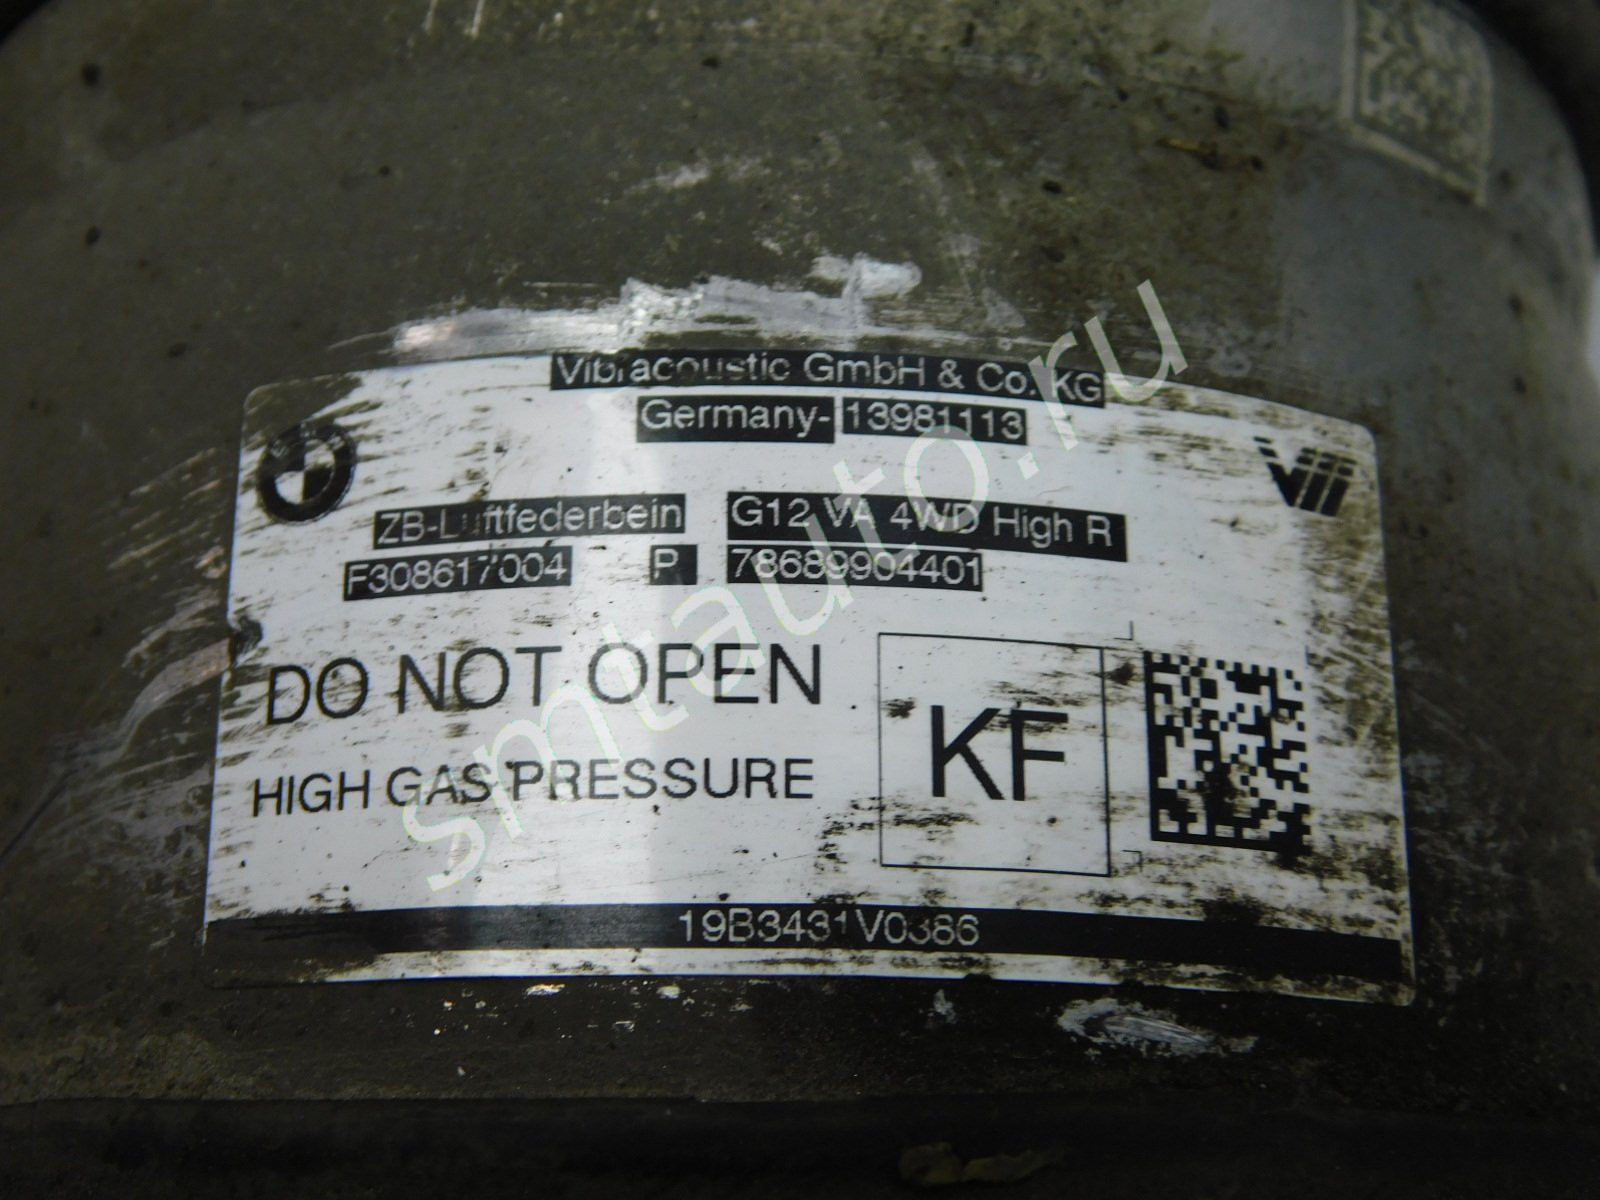 Vibracoustic GmbH & Co. KG
Germany- 13981113
ZB-Luftfederbein G12 VA 4WD High R
F308617004 P 78689904401
DO NOT OPEN
HIGH GAS PRESSURE
KF
19B3431V0386
smtauto.ru